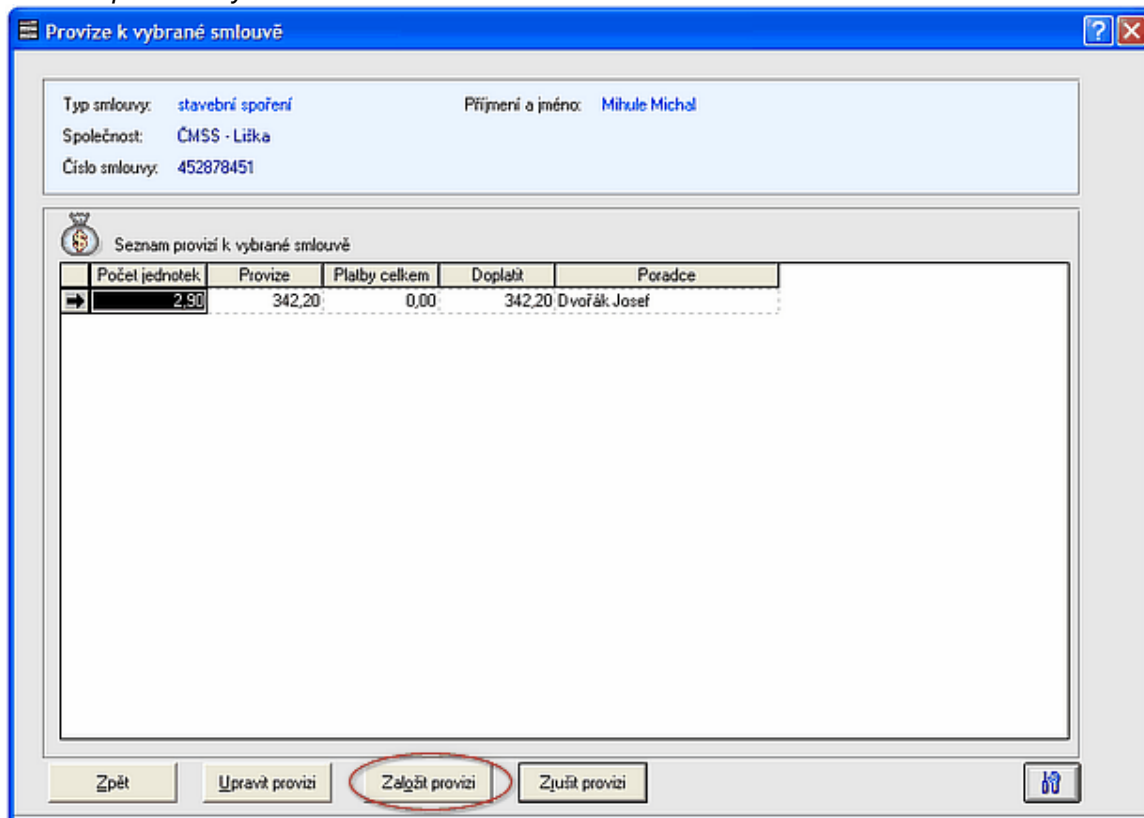 Provize k vybrané smlouvě
Typ smlouvy: stavební spoření Příjmení a jméno: Mihule Michal
Společnost: ČMSS - Liška
Číslo smlouvy: 452878451
Seznam provizí k vybrané smlouvě
Počet jednotek Provize Platby celkem Doplatit Poradce
2,90 342,20 0,00 342,20 Dvořák Josef
Zpět Upravit provizi Založit provizi Zrušit provizi